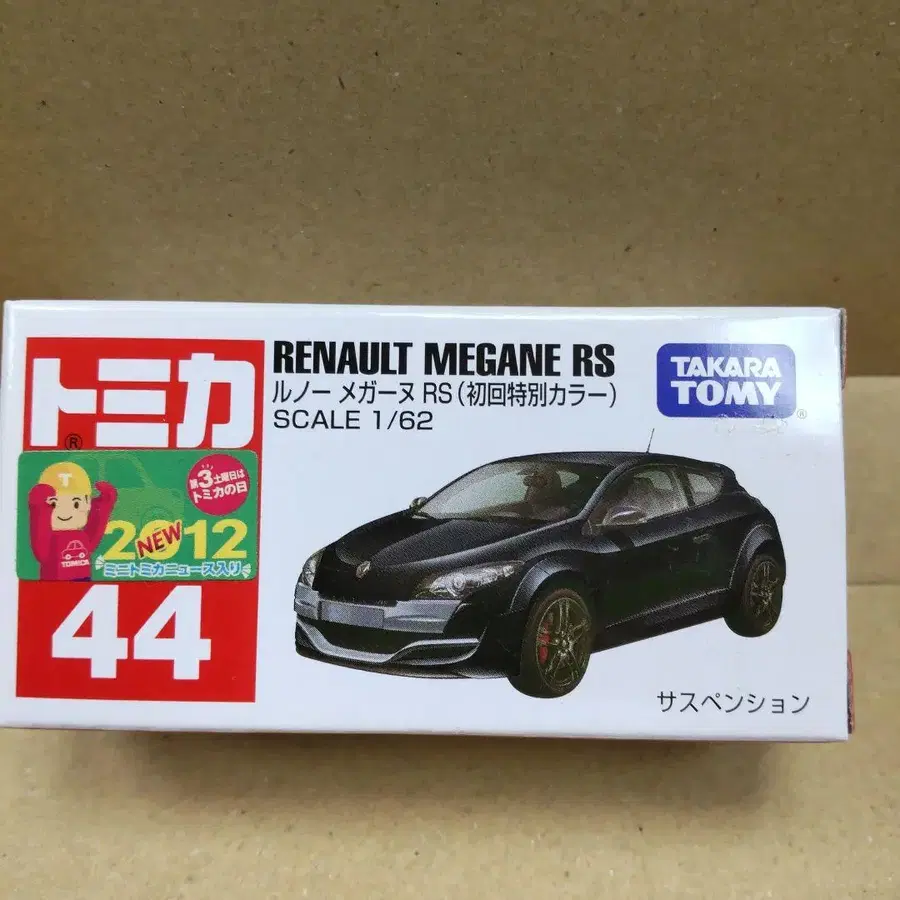 トミカ
®
RENAULT MEGANE RS
ルノー メガーヌ RS(初回特別カラー)
SCALE 1/62
TAKARA
TOMY
®
T
第3土曜日は
トミカの日
2012
NEW
TOMICA
ミニトミカニュース入り
44
サスペンション